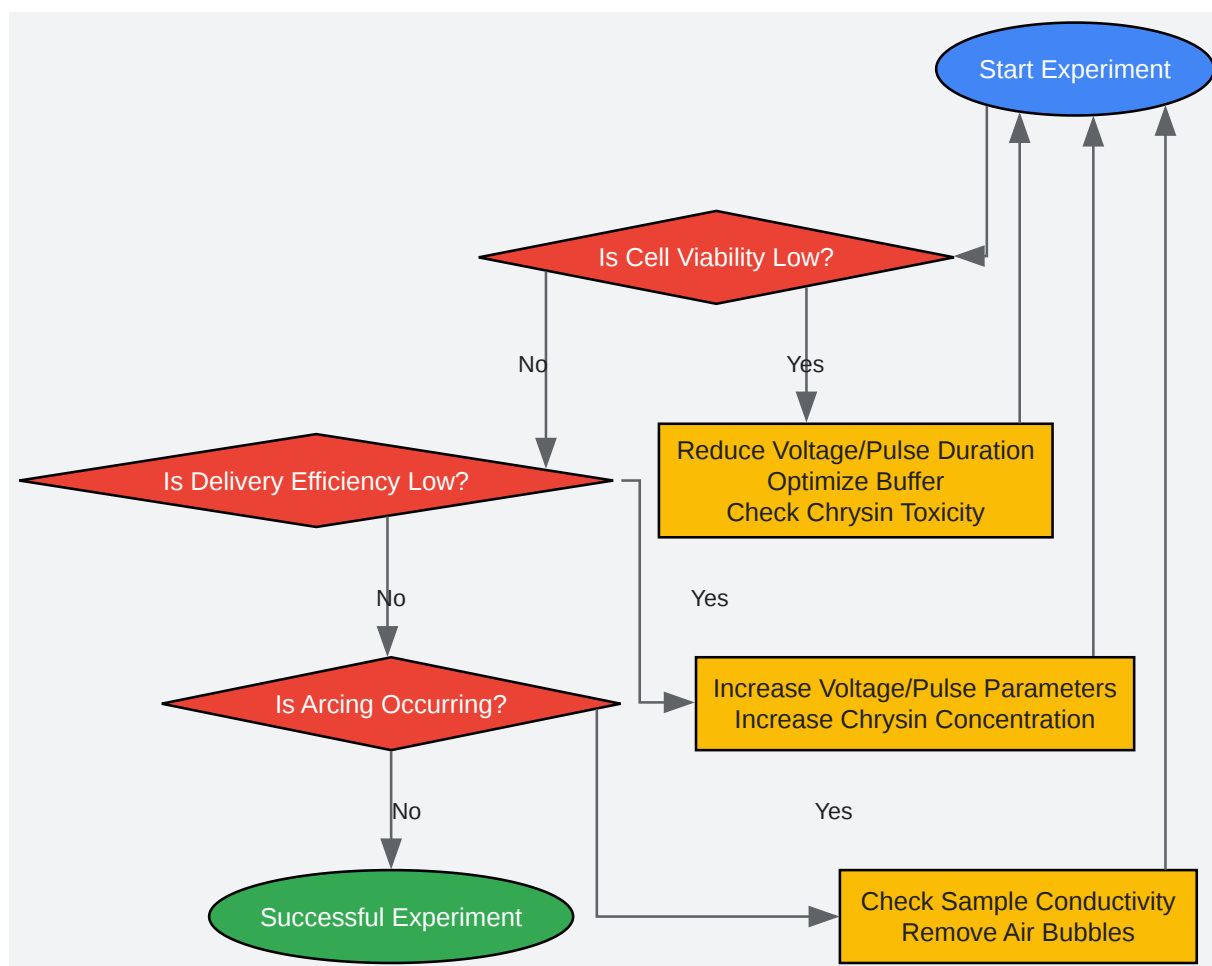 Start Experiment
Is Cell Viability Low?
No
Yes
Reduce Voltage/Pulse Duration
Optimize Buffer
Check Chrysin Toxicity
Is Delivery Efficiency Low?
No
Yes
Increase Voltage/Pulse Parameters
Increase Chrysin Concentration
Is Arcing Occurring?
No
Yes
Successful Experiment
Check Sample Conductivity
Remove Air Bubbles